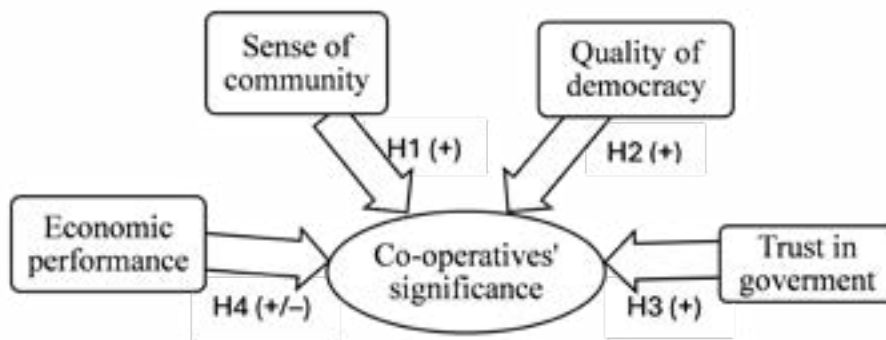 Sense of
community
Quality of
democracy
H1 (+)
H2 (+)
Economic
performance
Co-operatives'
significance
Trust in
goverment
H4 (+/–)
H3 (+)